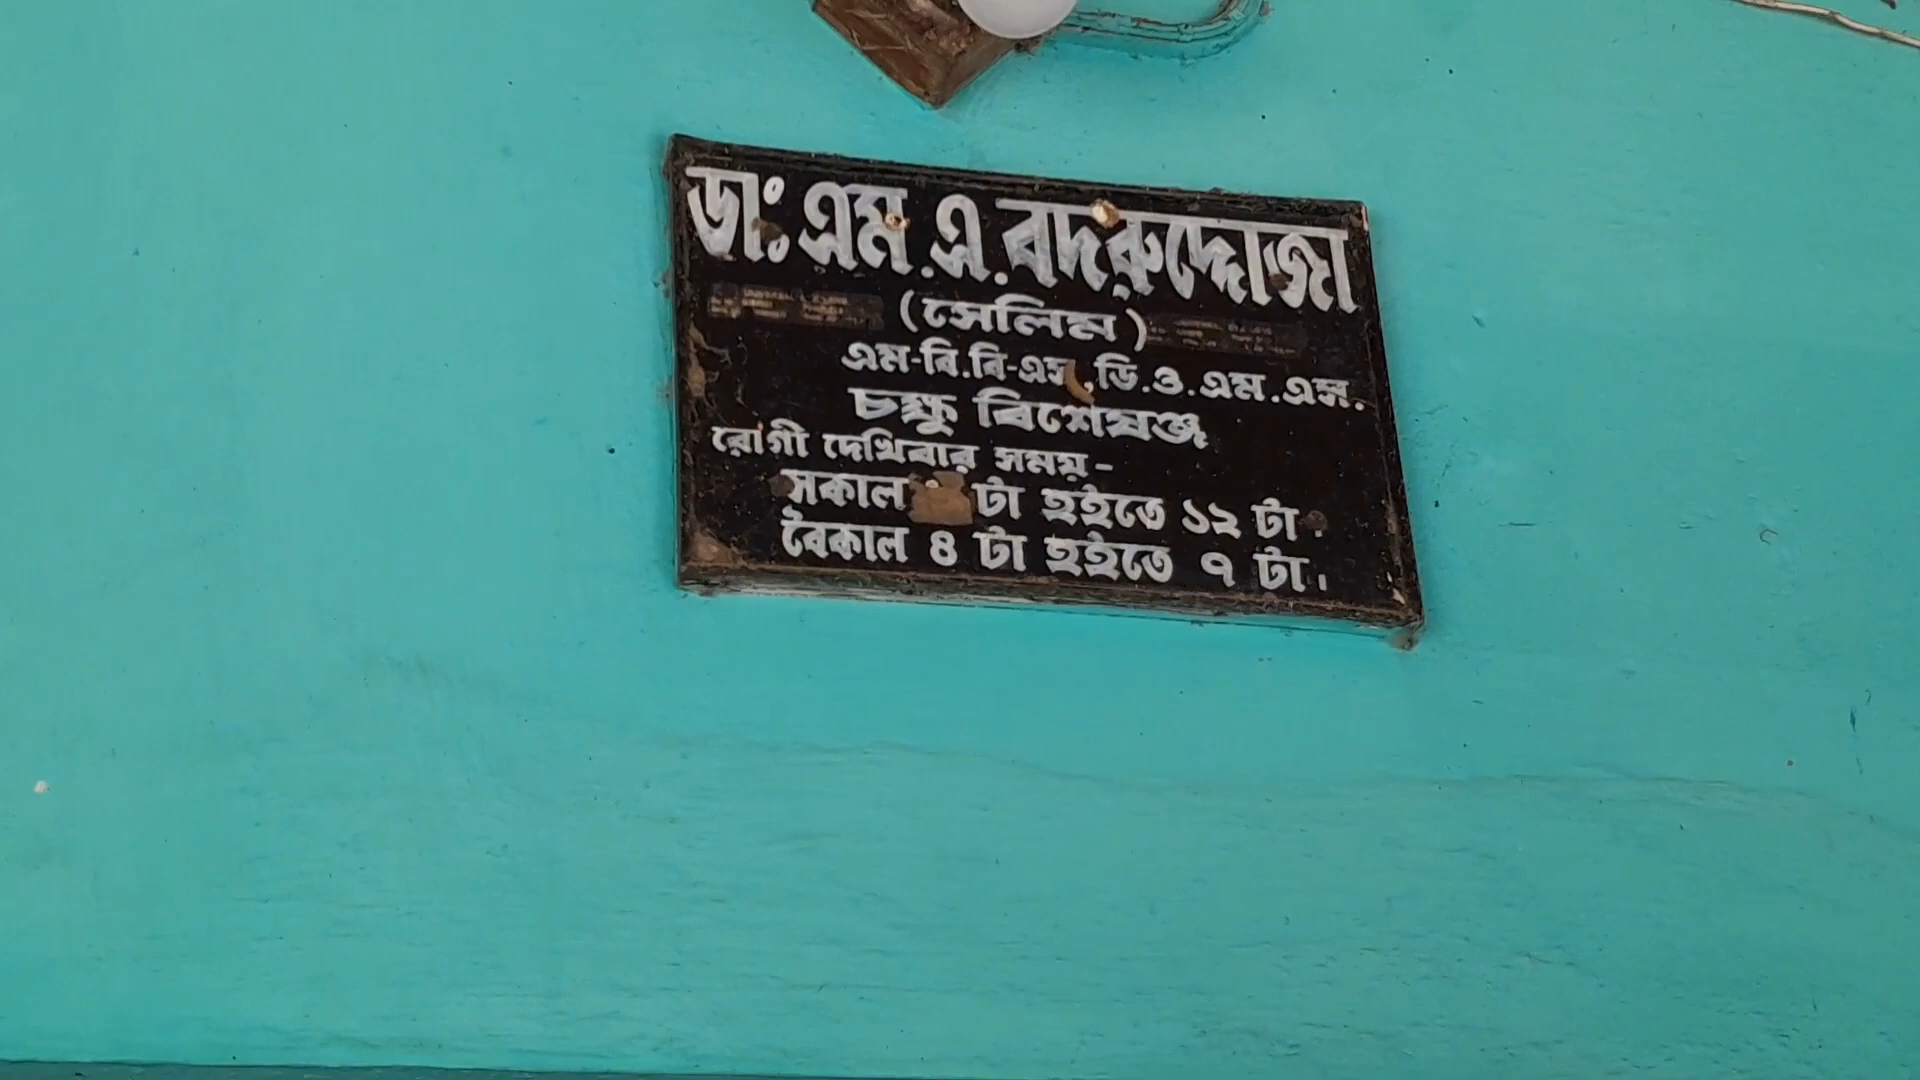 ডাঃ এম.এ.বদরুদ্দোজা
(সেলিম)
এম-বি.বি-এস,ডি.ও.এম.এস.
চক্ষু বিশেষজ্ঞ
রোগী দেখিবার সময়-
সকাল টা হইতে ১২ টা.
বৈকাল ৪ টা হইতে ৭ টা।